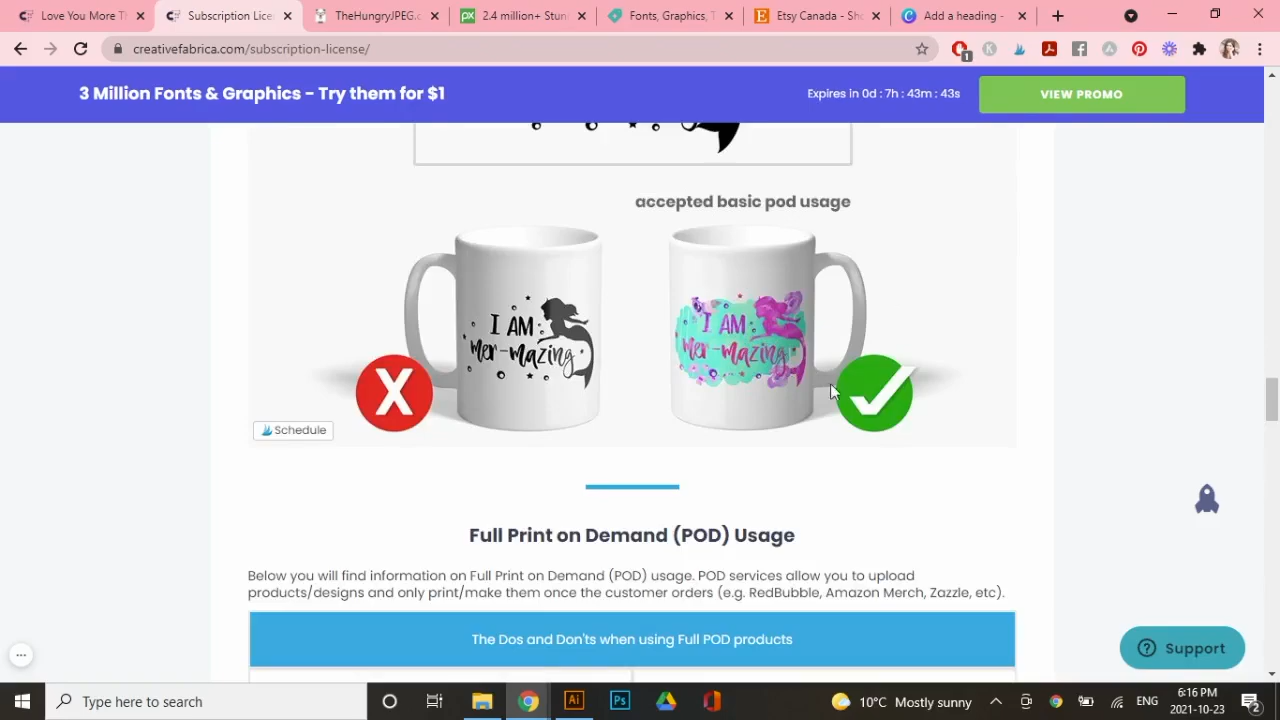 Love You More Th
Subscription Lice
TheHungryJPEG.c
2.4 million+ Stun
Fonts, Graphics, T
Etsy Canada - Sho
Add a heading -
creativefabrica.com/subscription-license/
1
3 Million Fonts & Graphics - Try them for $1
Expires in 0d : 7h : 43m : 43s
VIEW PROMO
accepted basic pod usage
I AM
mer-mazing
I AM
mer-mazing
X
Schedule
Full Print on Demand (POD) Usage
Below you will find information on Full Print on Demand (POD) usage. POD services allow you to upload
products/designs and only print/make them once the customer orders (e.g. RedBubble, Amazon Merch, Zazzle, etc).
The Dos and Don'ts when using Full POD products
Support
Type here to search
Ai
Ps
10°C Mostly sunny
ENG
6:16 PM
2021-10-23
2